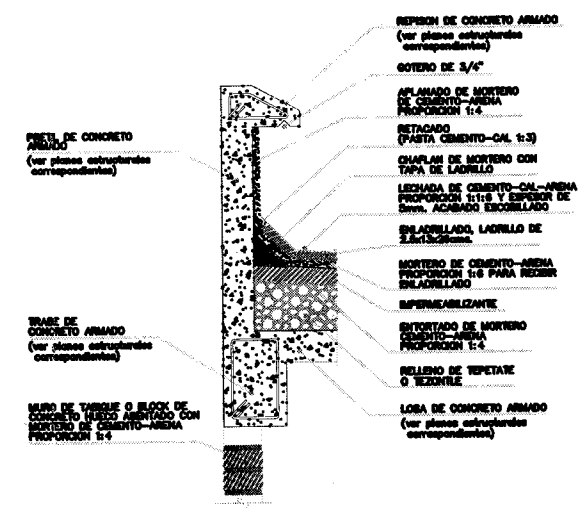 REPISON DE CONCRETO ARMADO
(ver planos estructurales
correspondientes)
GOTERO DE 3/4"
APLANADO DE MORTERO
DE CEMENTO-ARENA
PROPORCION 1:4
RETACADO
(PASTA CEMENTO-CAL 1:3)
CHAFLAN DE MORTERO CON
TAPA DE LADRILLO
LECHADA DE CEMENTO-CAL-ARENA
PROPORCION 1:1:6 Y ESPESOR DE
5mm. ACABADO ESCOBILLADO
ENLADRILLADO, LADRILLO DE
2.5x13x26cms.
MORTERO DE CEMENTO-ARENA
PROPORCION 1:6 PARA RECIBIR
ENLADRILLADO
IMPERMEABILIZANTE
ENTORTADO DE MORTERO
CEMENTO-ARENA
PROPORCION 1:4
RELLENO DE TEPETATE
O TEZONTLE
LOSA DE CONCRETO ARMADO
(ver planos estructurales
correspondientes)
PRETIL DE CONCRETO
ARMADO
(ver planos estructurales
correspondientes)
TRABE DE
CONCRETO ARMADO
(ver planos estructurales
correspondientes)
MURO DE TABIQUE O BLOCK DE
CONCRETO HUECO ASENTADO CON
MORTERO DE CEMENTO-ARENA
PROPORCION 1:4